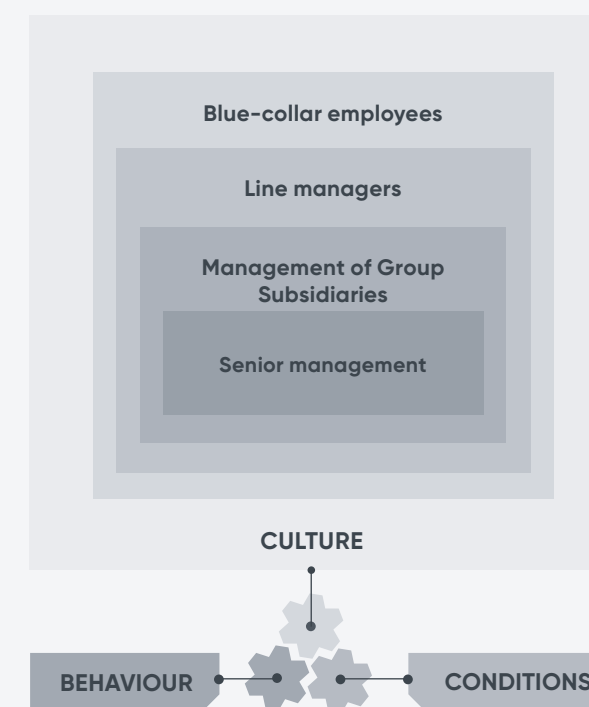 Blue-collar employees
Line managers
Management of Group
Subsidiaries
Senior management
CULTURE
BEHAVIOUR
CONDITIONS